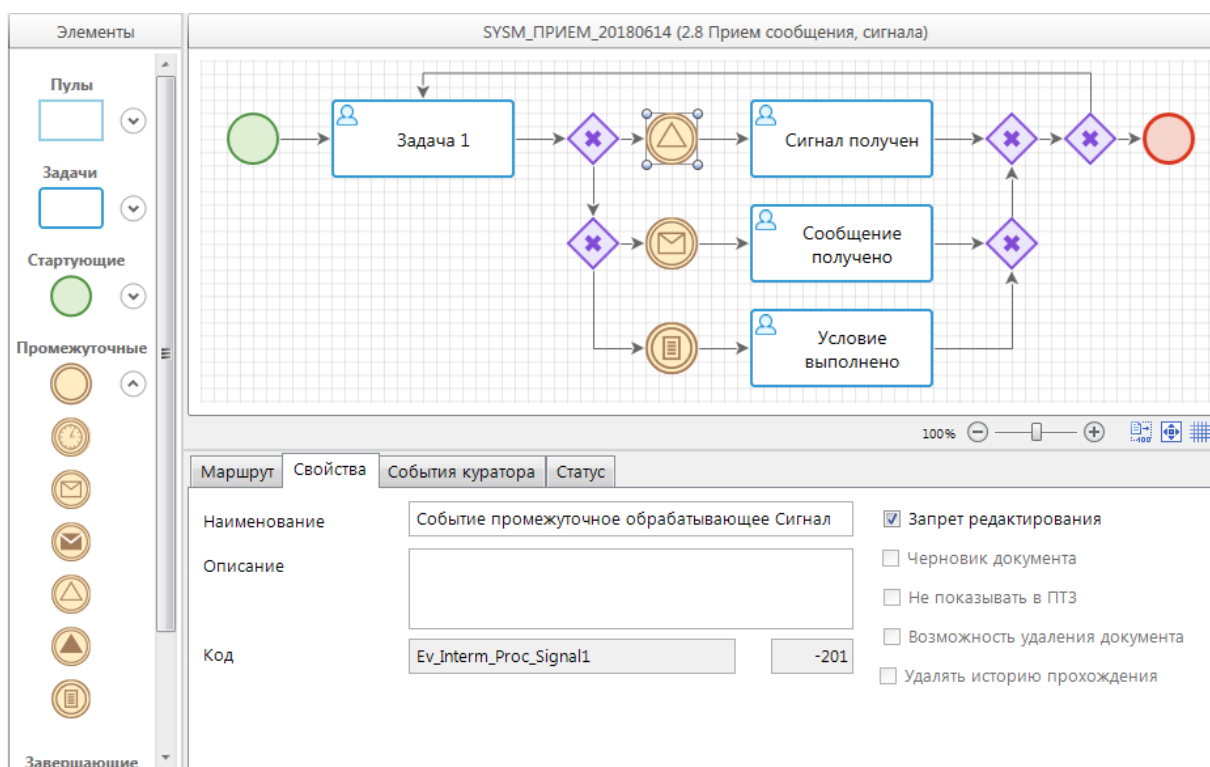 Элементы
SYSM_ПРИЕМ_20180614 (2.8 Прием сообщения, сигнала)
Пулы
Задачи
Стартующие
Промежуточные
Завершающие
Задача 1
Сигнал получен
Сообщение
получено
Условие
выполнено
100%
Маршрут
Свойства
События куратора
Статус
Наименование
Событие промежуточное обрабатывающее Сигнал
Запрет редактирования
Описание
Черновик документа
Не показывать в ПТЗ
Возможность удаления документа
Код
Ev_Interm_Proc_Signal1
-201
Удалять историю прохождения